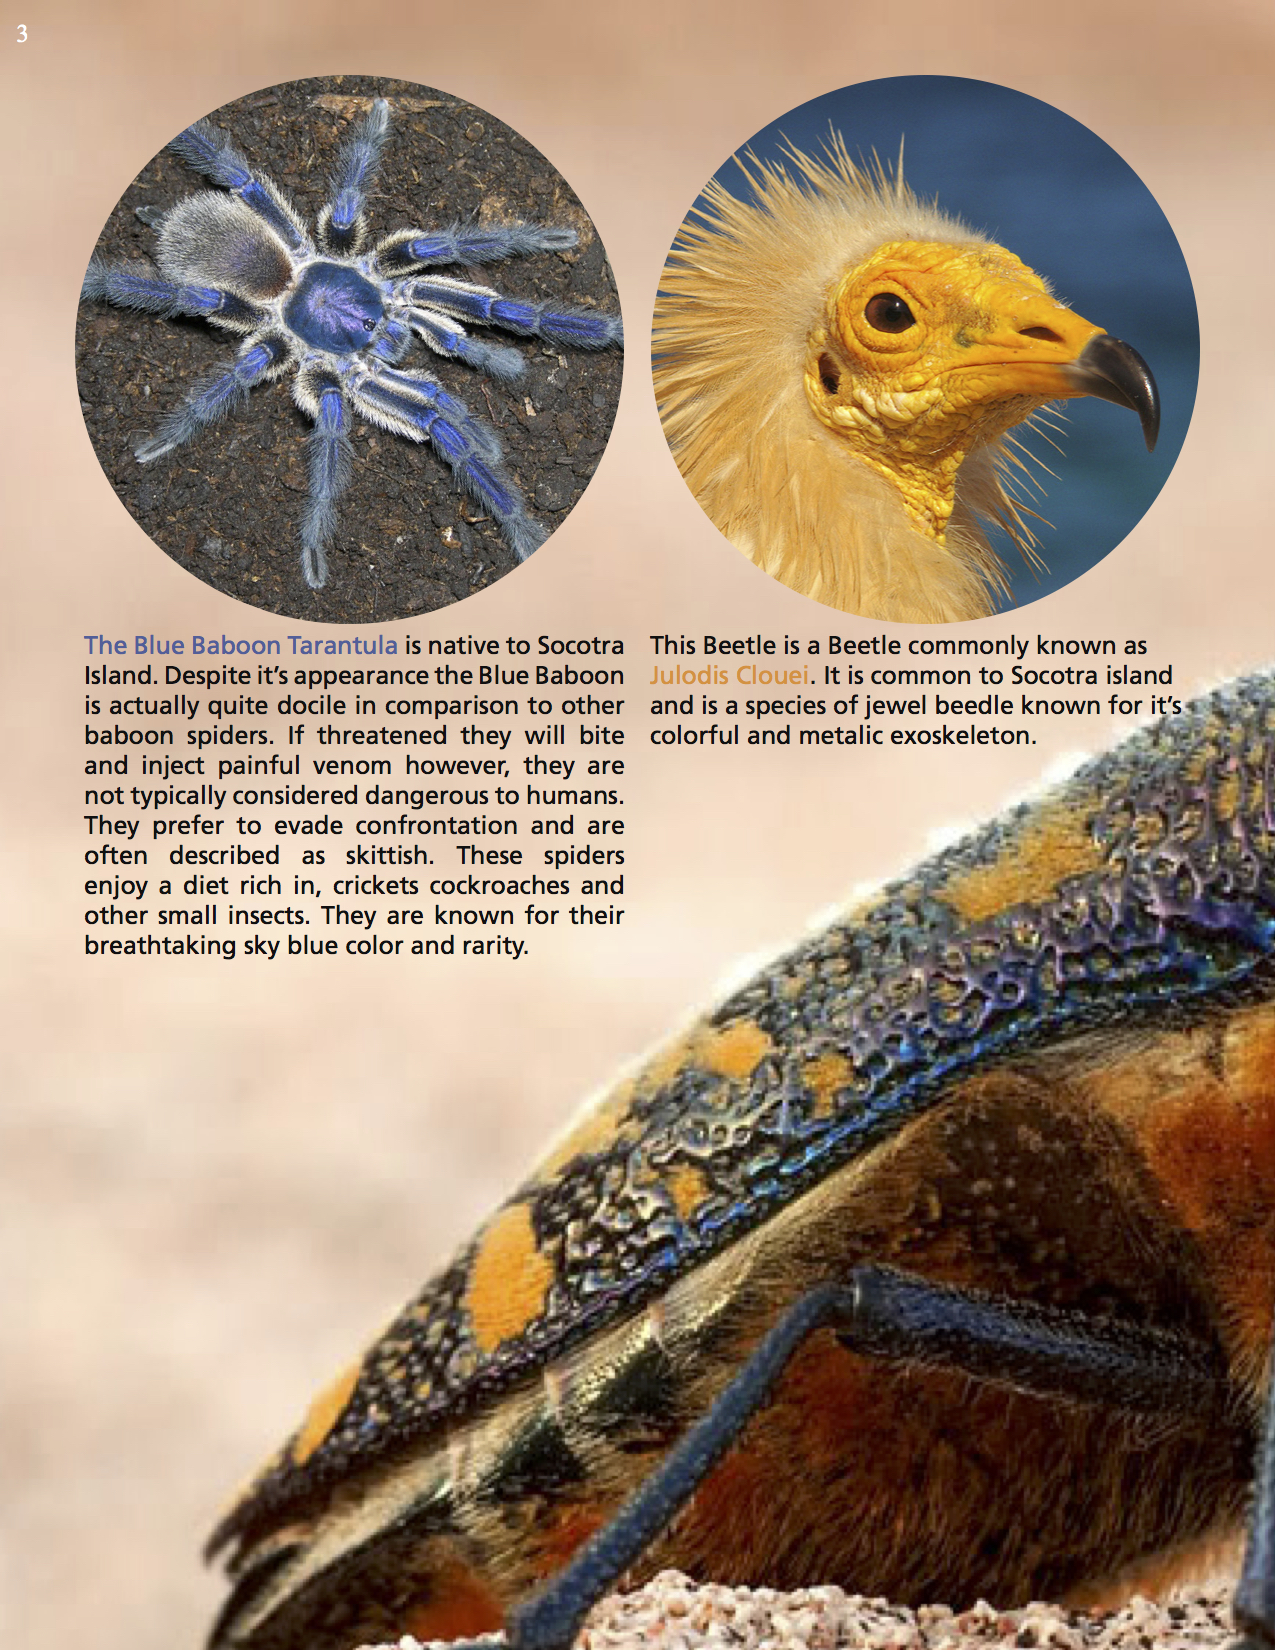 3
The Blue Baboon Tarantula is native to Socotra
Island. Despite it’s appearance the Blue Baboon
is actually quite docile in comparison to other
baboon spiders. If threatened they will bite
and inject painful venom however, they are
not typically considered dangerous to humans.
They prefer to evade confrontation and are
often described as skittish. These spiders
enjoy a diet rich in, crickets cockroaches and
other small insects. They are known for their
breathtaking sky blue color and rarity.
This Beetle is a Beetle commonly known as
Julodis Clouei. It is common to Socotra island
and is a species of jewel beedle known for it’s
colorful and metalic exoskeleton.